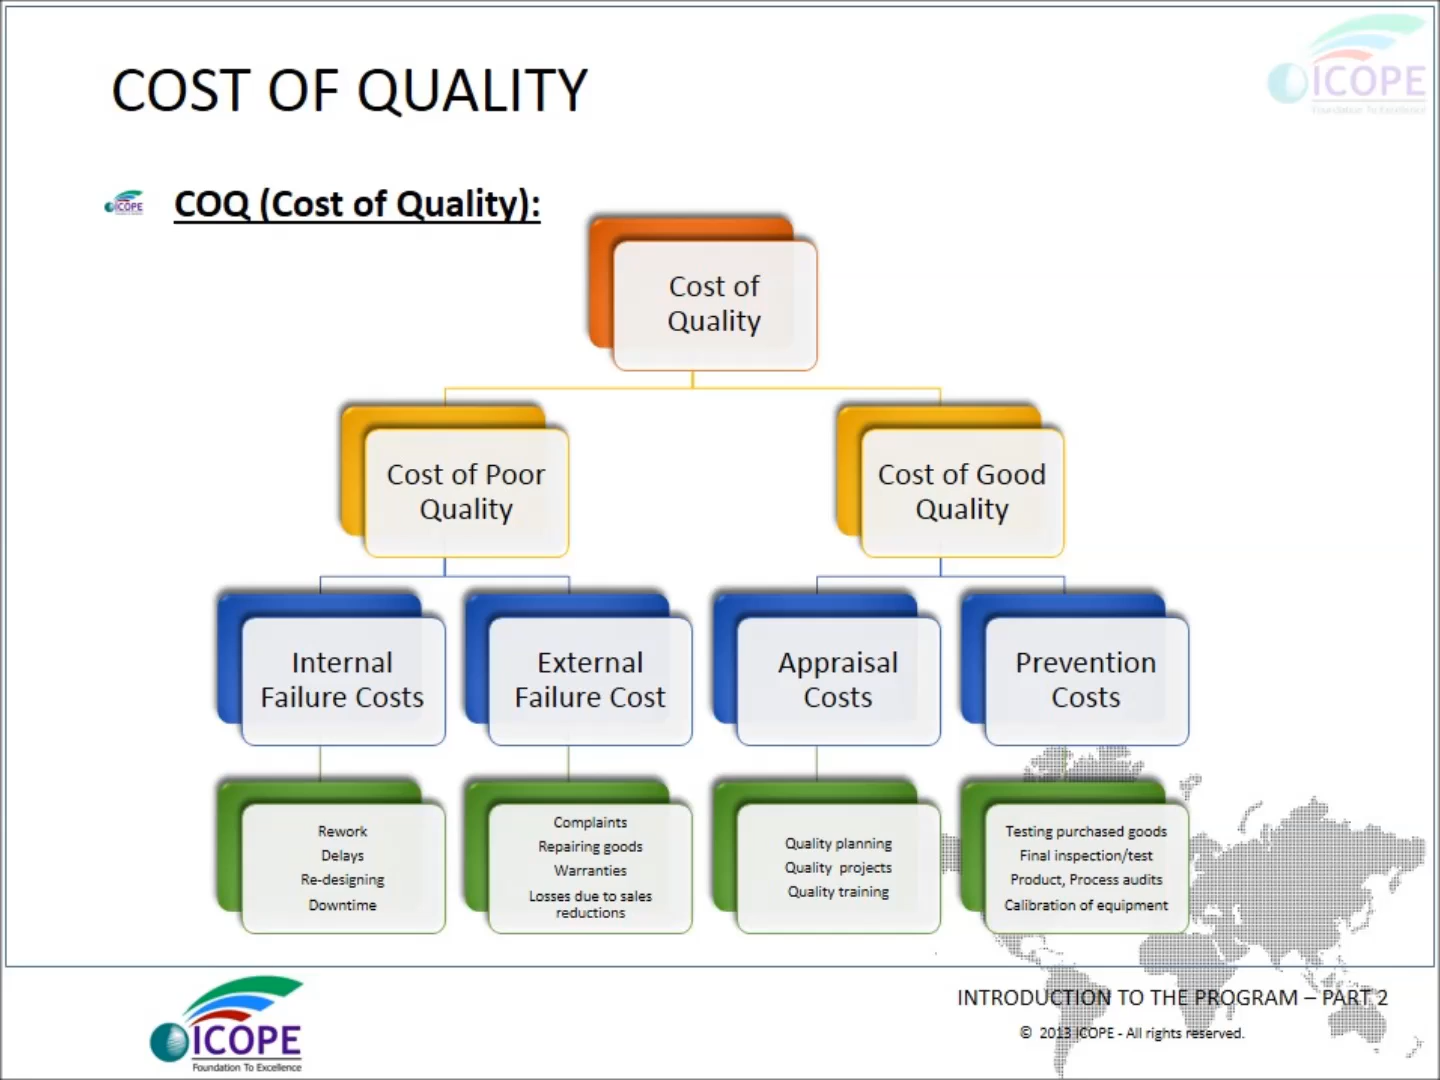 COST OF QUALITY
ICOPE
Foundation To Excellence
ICOPE
COQ (Cost of Quality):
Cost of
Quality
Cost of Poor
Quality
Cost of Good
Quality
Internal
Failure Costs
External
Failure Cost
Appraisal
Costs
Prevention
Costs
Rework
Delays
Re-designing
Downtime
Complaints
Repairing goods
Warranties
Losses due to sales
reductions
Quality planning
Quality projects
Quality training
Testing purchased goods
Final inspection/test
Product, Process audits
Calibration of equipment
ICOPE
Foundation To Excellence
INTRODUCTION TO THE PROGRAM – PART 2
© 2013 ICOPE - All rights reserved.